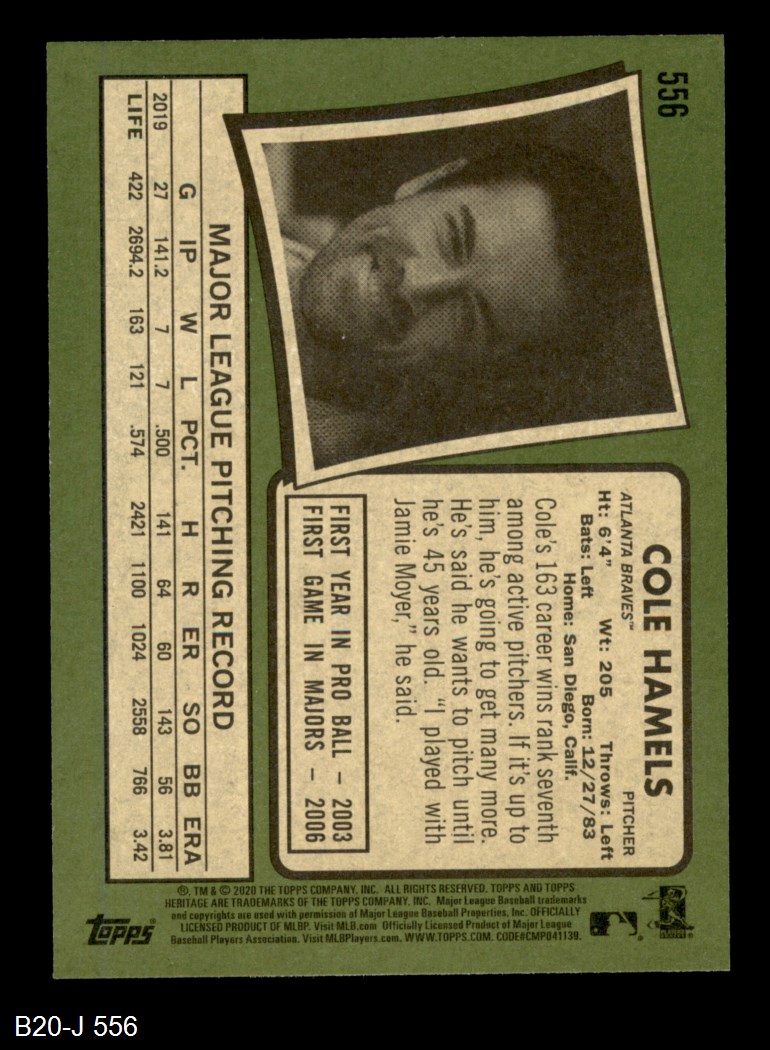 556
COLE HAMELS
ATLANTA BRAVES™ PITCHER
Ht: 6'4" Wt: 205 Throws: Left
Bats: Left Born: 12/27/83
Home: San Diego, Calif.
Cole's 163 career wins rank seventh
among active pitchers. If it's up to
him, he's going to get many more.
He's said he wants to pitch until
he's 45 years old. "I played with
Jamie Moyer," he said.
FIRST YEAR IN PRO BALL – 2003
FIRST GAME IN MAJORS – 2006
MAJOR LEAGUE PITCHING RECORD
G IP W L PCT. H R ER SO BB ERA
2019 27 141.2 7 7 .500 141 64 60 143 56 3.81
LIFE 422 2694.2 163 121 .574 2421 1100 1024 2558 766 3.42
®, TM & © 2020 THE TOPPS COMPANY, INC. ALL RIGHTS RESERVED. TOPPS AND TOPPS
HERITAGE ARE TRADEMARKS OF THE TOPPS COMPANY, INC. Major League Baseball trademarks
and copyrights are used with permission of Major League Baseball Properties, Inc. OFFICIALLY
LICENSED PRODUCT OF MLBP. Visit MLB.com Officially Licensed Product of Major League
Baseball Players Association. Visit MLBPlayers.com. WWW.TOPPS.COM. CODE#CMPU41139.
Topps
B20-J 556